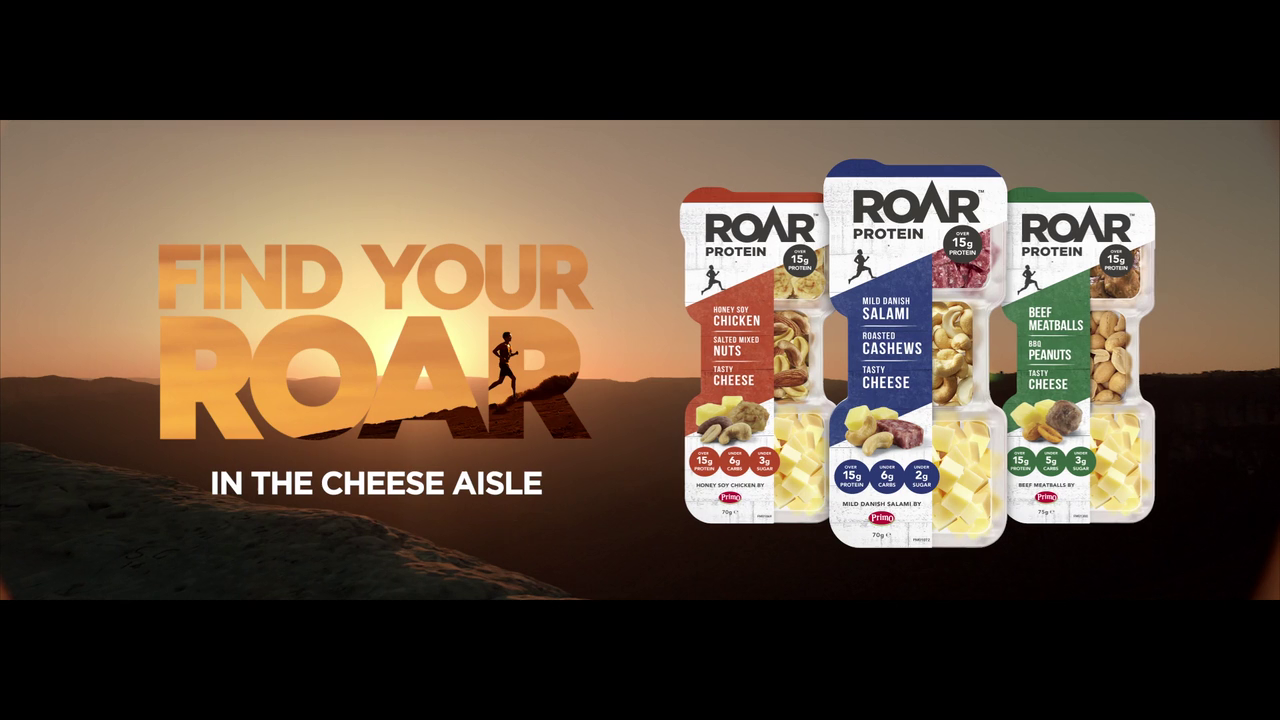 FIND YOUR
ROAR
IN THE CHEESE AISLE
ROAR™
PROTEIN
OVER
15g
PROTEIN
HONEY SOY
CHICKEN
SALTED MIXED
NUTS
TASTY
CHEESE
OVER
15g
PROTEIN
UNDER
6g
CARBS
UNDER
3g
SUGAR
HONEY SOY CHICKEN BY
Primo
70g e
ROAR™
PROTEIN
OVER
15g
PROTEIN
MILD DANISH
SALAMI
ROASTED
CASHEWS
TASTY
CHEESE
OVER
15g
PROTEIN
UNDER
6g
CARBS
UNDER
2g
SUGAR
MILD DANISH SALAMI BY
Primo
70g e
ROAR™
PROTEIN
OVER
15g
PROTEIN
BEEF
MEATBALLS
BBQ
PEANUTS
TASTY
CHEESE
OVER
15g
PROTEIN
UNDER
5g
CARBS
UNDER
3g
SUGAR
BEEF MEATBALLS BY
Primo
75g e